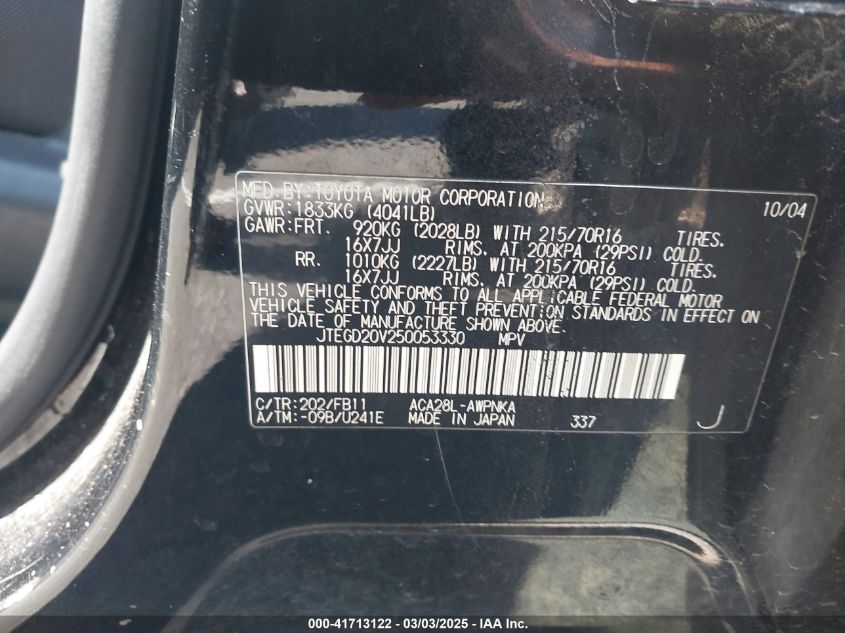 MFD. BY: TOYOTA MOTOR CORPORATION 10/04
GVWR: 1833KG (4041LB)
GAWR: FRT. 920KG (2028LB) WITH 215/70R16 TIRES.
16X7JJ RIMS, AT 200KPA (29PSI) COLD.
RR. 1010KG (2227LB) WITH 215/70R16 TIRES.
16X7JJ RIMS, AT 200KPA (29PSI) COLD.
THIS VEHICLE CONFORMS TO ALL APPLICABLE FEDERAL MOTOR
VEHICLE SAFETY AND THEFT PREVENTION STANDARDS IN EFFECT ON
THE DATE OF MANUFACTURE SHOWN ABOVE.
JTEGD20V250053330 MPV
C/TR: 202/FB11 ACA28L-AWPNKA
A/TM: -09B/U241E MADE IN JAPAN 337 J
000-41713122 - 03/03/2025 - IAA, Inc.